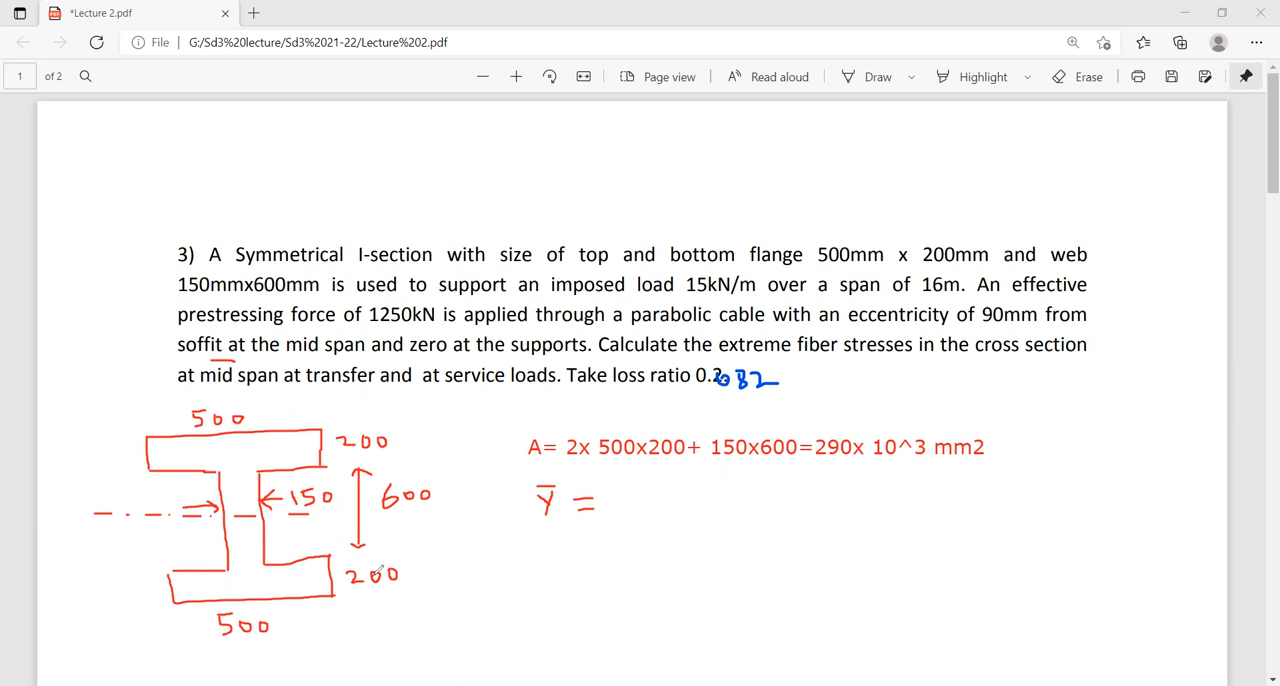 *Lecture 2.pdf
File | G:/Sd3%20lecture/Sd3%2021-22/Lecture%202.pdf
1 of 2 Page view Read aloud Draw Highlight Erase
3) A Symmetrical I-section with size of top and bottom flange 500mm x 200mm and web
150mmx600mm is used to support an imposed load 15kN/m over a span of 16m. An effective
prestressing force of 1250kN is applied through a parabolic cable with an eccentricity of 90mm from
soffit at the mid span and zero at the supports. Calculate the extreme fiber stresses in the cross section
at mid span at transfer and at service loads. Take loss ratio 0.2.
500
200
A= 2x 500x200+ 150x600=290x 10^3 mm2
150
600
ȳ =
200
500